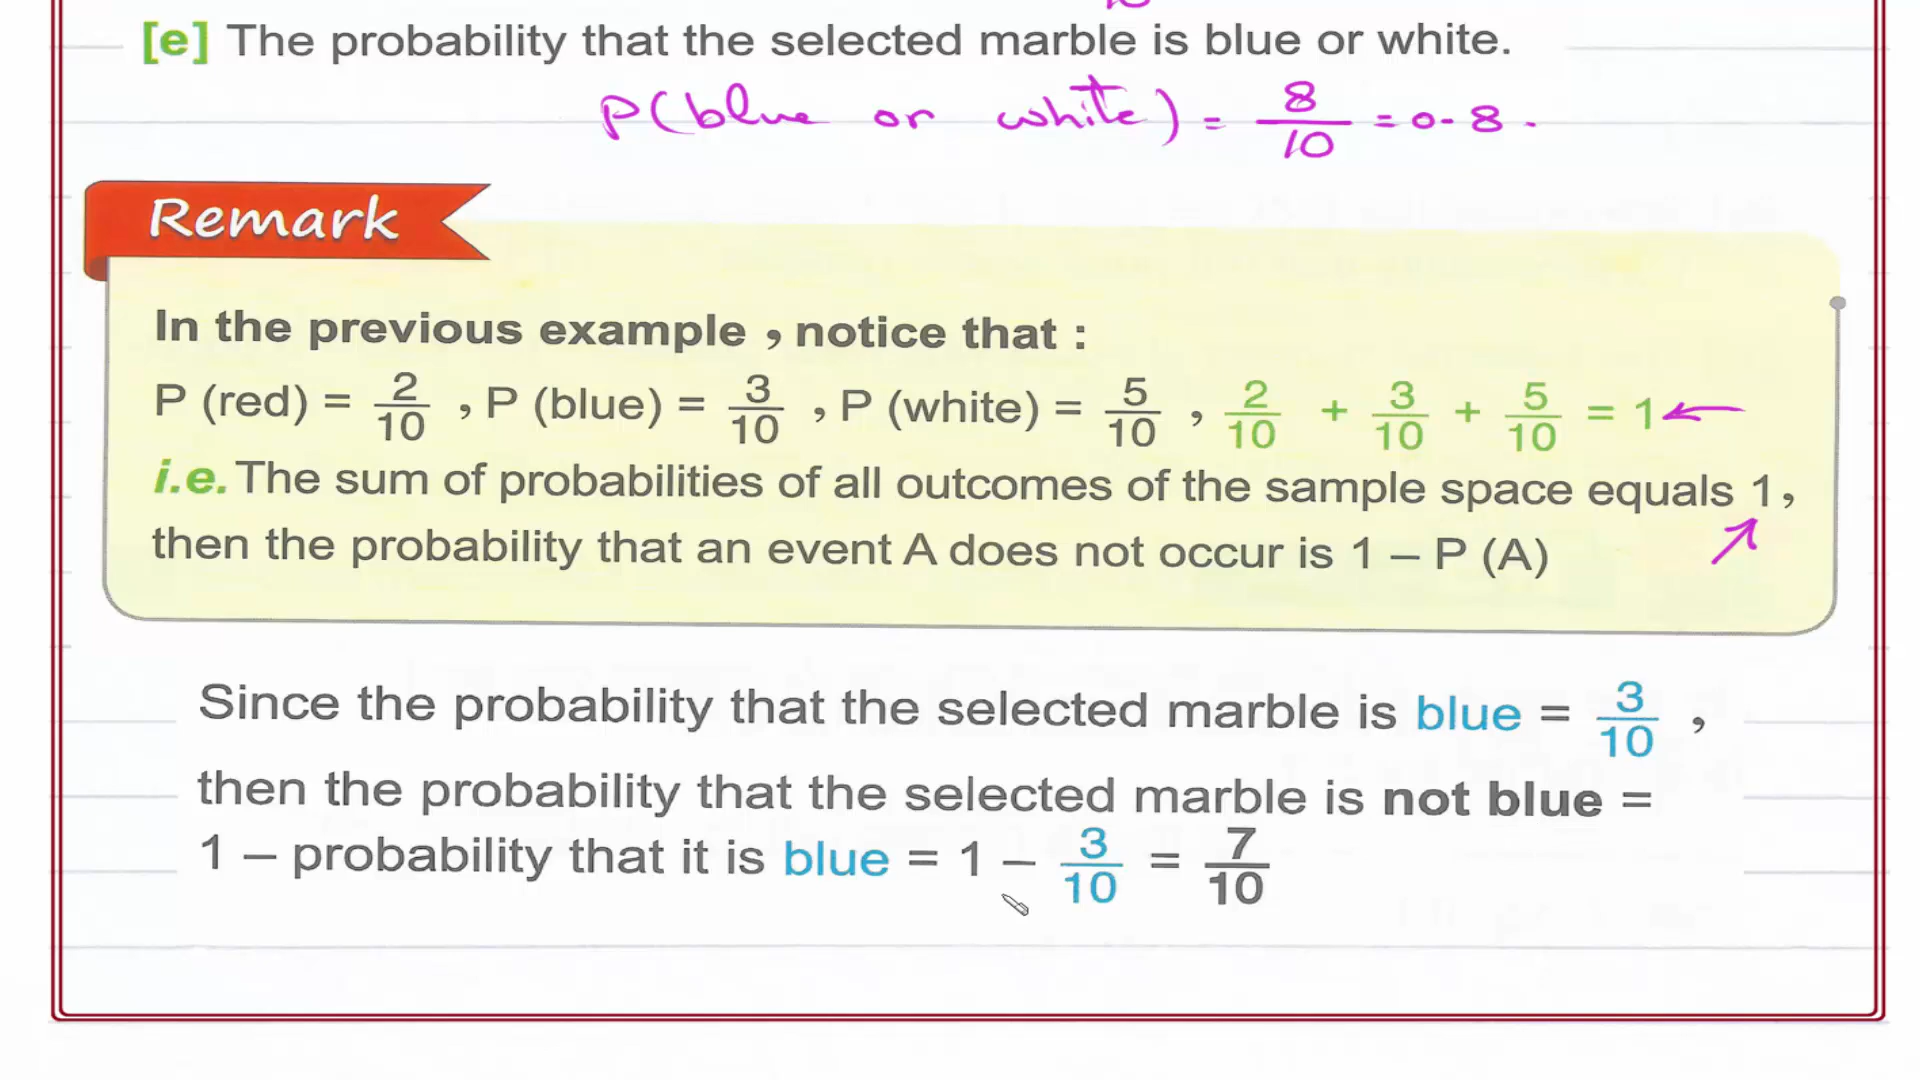 [e] The probability that the selected marble is blue or white.
P(blue or white) = 8/10 = 0.8.
Remark
In the previous example , notice that :
P (red) = 2/10 , P (blue) = 3/10 , P (white) = 5/10 , 2/10 + 3/10 + 5/10 = 1
i.e. The sum of probabilities of all outcomes of the sample space equals 1,
then the probability that an event A does not occur is 1 – P (A)
Since the probability that the selected marble is blue = 3/10 ,
then the probability that the selected marble is not blue =
1 – probability that it is blue = 1 – 3/10 = 7/10